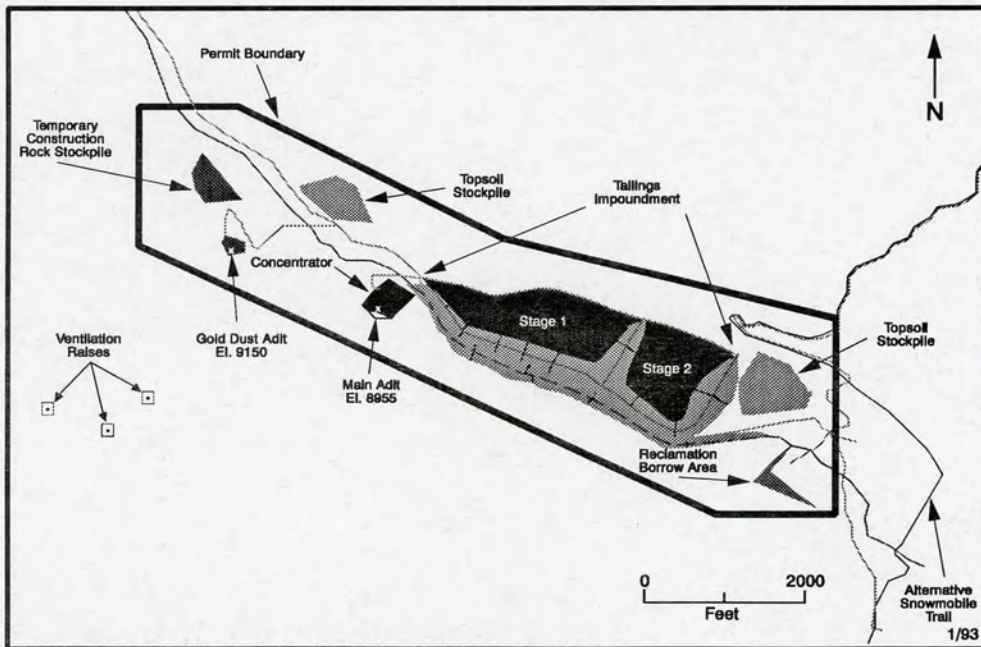 Permit Boundary
N
Temporary
Construction
Rock Stockpile
Topsoil
Stockpile
Tailings
Impoundment
Concentrator
Stage 1
Stage 2
Topsoil
Stockpile
Ventilation
Raises
Gold Dust Adit
El. 9150
Main Adit
El. 8955
Reclamation
Borrow Area
0 2000
Feet
Alternative
Snowmobile
Trail
1/93